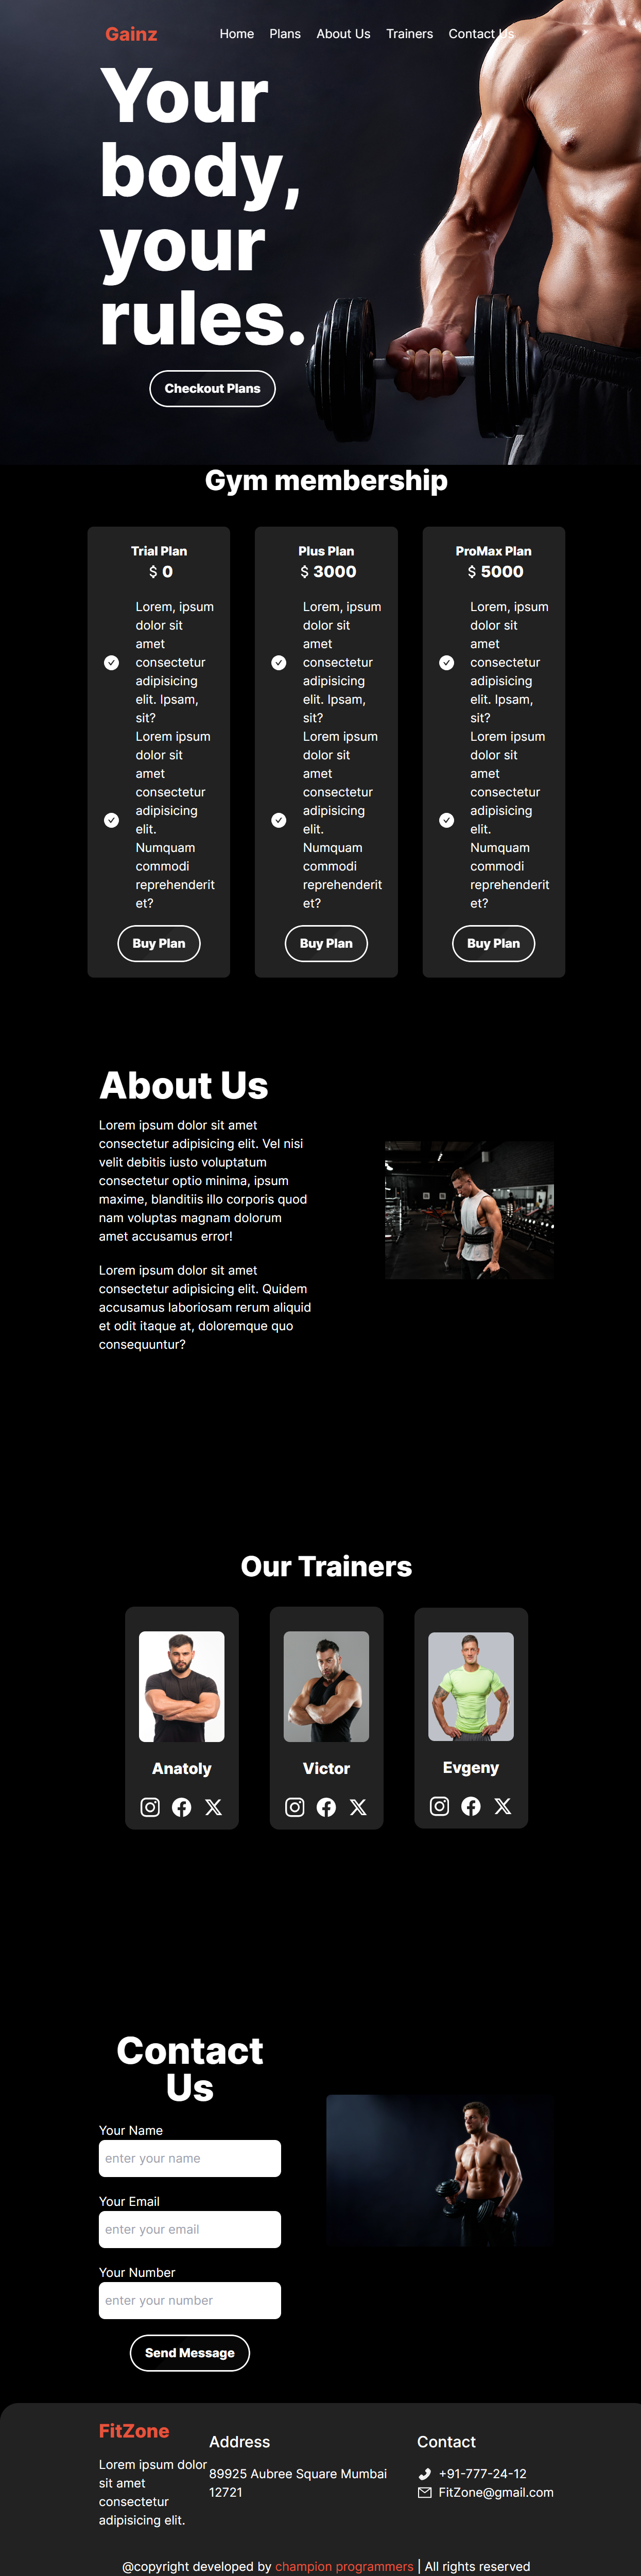 Gainz
Home Plans About Us Trainers Contact Us
Your
body,
your
rules.
Checkout Plans
Gym membership
Trial Plan
$ 0
Lorem, ipsum
dolor sit
amet
consectetur
adipisicing
elit. Ipsam,
sit?
Lorem ipsum
dolor sit
amet
consectetur
adipisicing
elit.
Numquam
commodi
reprehenderit
et?
Buy Plan
Plus Plan
$ 3000
Lorem, ipsum
dolor sit
amet
consectetur
adipisicing
elit. Ipsam,
sit?
Lorem ipsum
dolor sit
amet
consectetur
adipisicing
elit.
Numquam
commodi
reprehenderit
et?
Buy Plan
ProMax Plan
$ 5000
Lorem, ipsum
dolor sit
amet
consectetur
adipisicing
elit. Ipsam,
sit?
Lorem ipsum
dolor sit
amet
consectetur
adipisicing
elit.
Numquam
commodi
reprehenderit
et?
Buy Plan
About Us
Lorem ipsum dolor sit amet
consectetur adipisicing elit. Vel nisi
velit debitis iusto voluptatum
consectetur optio minima, ipsum
maxime, blanditiis illo corporis quod
nam voluptas magnam dolorum
amet accusamus error!
Lorem ipsum dolor sit amet
consectetur adipisicing elit. Quidem
accusamus laboriosam rerum aliquid
et odit itaque at, doloremque quo
consequuntur?
Our Trainers
Anatoly
Victor
Evgeny
Contact
Us
Your Name
enter your name
Your Email
enter your email
Your Number
enter your number
Send Message
FitZone
Lorem ipsum dolor
sit amet
consectetur
adipisicing elit.
Address
89925 Aubree Square Mumbai
12721
Contact
+91-777-24-12
FitZone@gmail.com
@copyright developed by champion programmers | All rights reserved